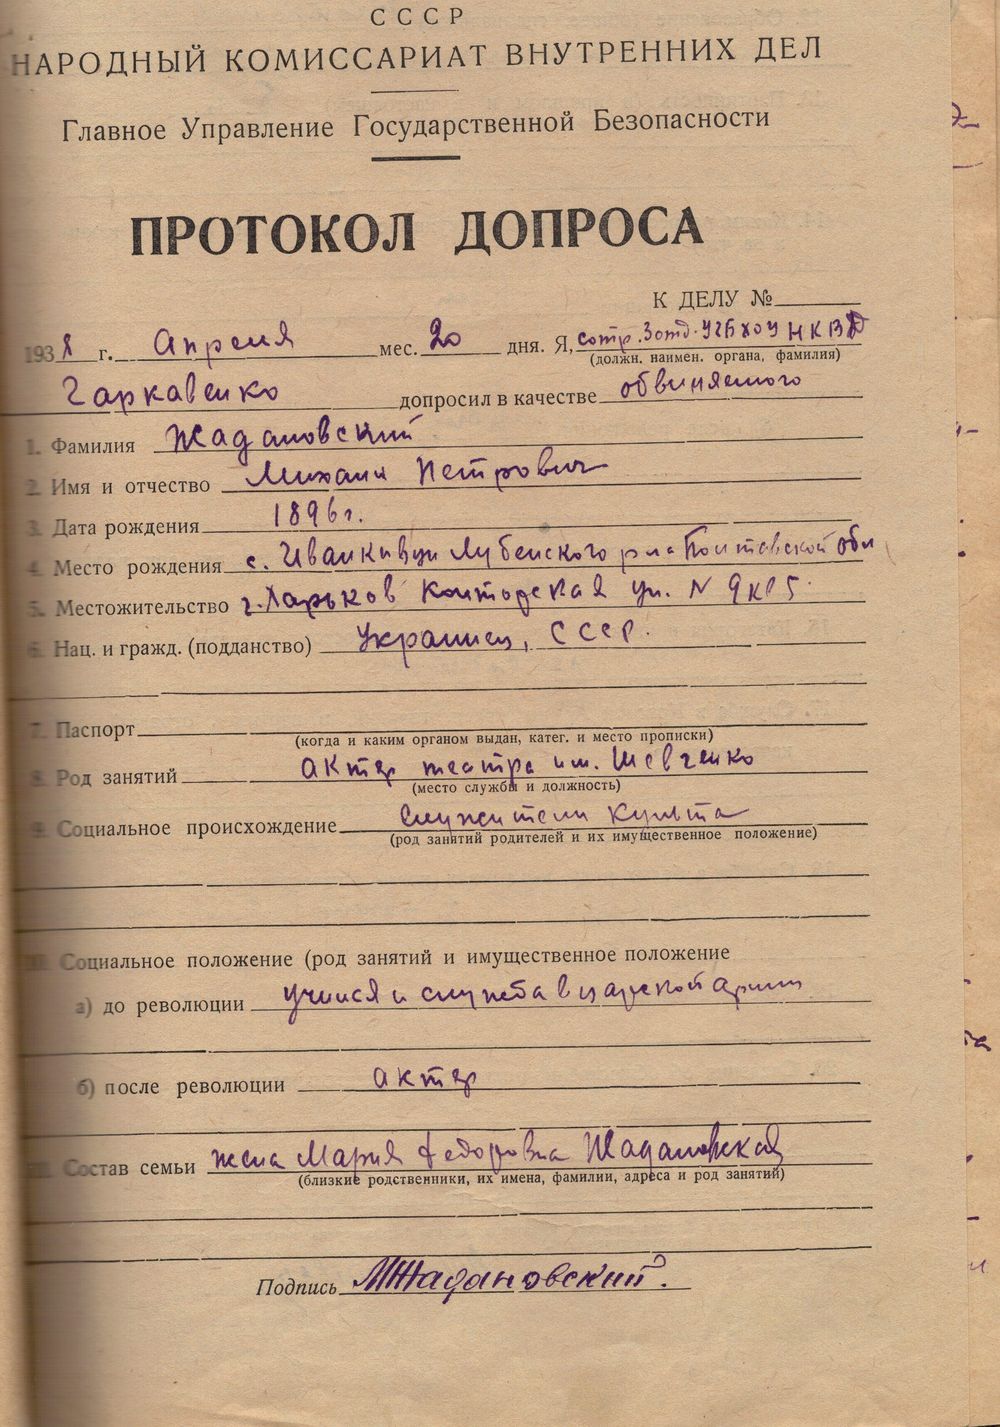 СССР
НАРОДНЫЙ КОМИССАРИАТ ВНУТРЕННИХ ДЕЛ
Главное Управление Государственной Безопасности
ПРОТОКОЛ ДОПРОСА
К ДЕЛУ №
1938 г. Апреля мес. 20 дня. Я, сотр. 3 отд. УГБ ХОУ НКВД
(должн. наимен. органа, фамилия)
Гаркавенко допросил в качестве обвиняемого
1. Фамилия Жадановский
2. Имя и отчество Михаил Петрович
3. Дата рождения 1896 г.
4. Место рождения с. Иванкивци Лубенского р-на Полтавской обл
5. Местожительство г. Харьков Конторская ул. N 9 кв 5
6. Нац. и гражд. (подданство) Украинец, СССР.
7. Паспорт
(когда и каким органом выдан, катег. и место прописки)
8. Род занятий актер театра им. Шевченко
(место службы и должность)
9. Социальное происхождение Служители культа
(род занятий родителей и их имущественное положение)
Социальное положение (род занятий и имущественное положение
а) до революции учился и служба в царской армии
б) после революции актер
Состав семьи жена Мария Федоровна Жадановская
(близкие родственники, их имена, фамилии, адреса и род занятий)
Подпись МЖадановский.